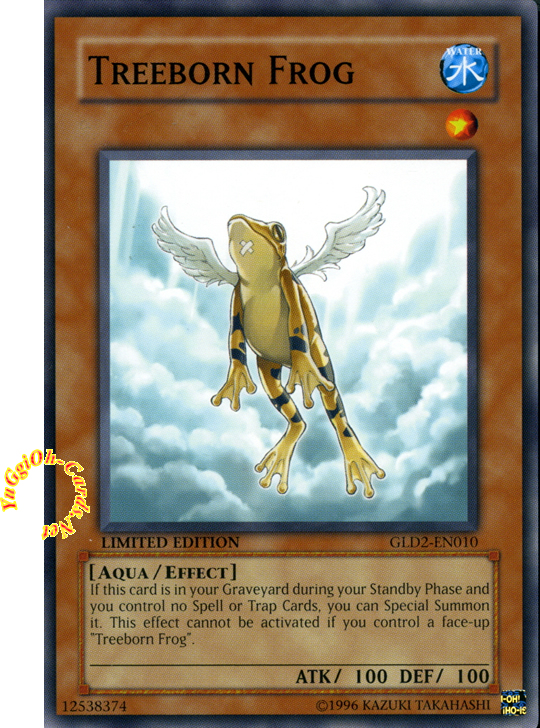 TREEBORN FROG
WATER
水
LIMITED EDITION
GLD2-EN010
[AQUA/EFFECT]
If this card is in your Graveyard during your Standby Phase and
you control no Spell or Trap Cards, you can Special Summon
it. This effect cannot be activated if you control a face-up
"Treeborn Frog".
ATK/ 100 DEF/ 100
12538374
©1996 KAZUKI TAKAHASHI
YuGgiOh-Cards.Net